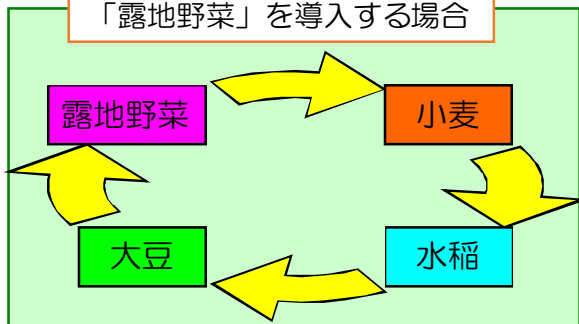 「露地野菜」を導入する場合
露地野菜
小麦
大豆
水稲